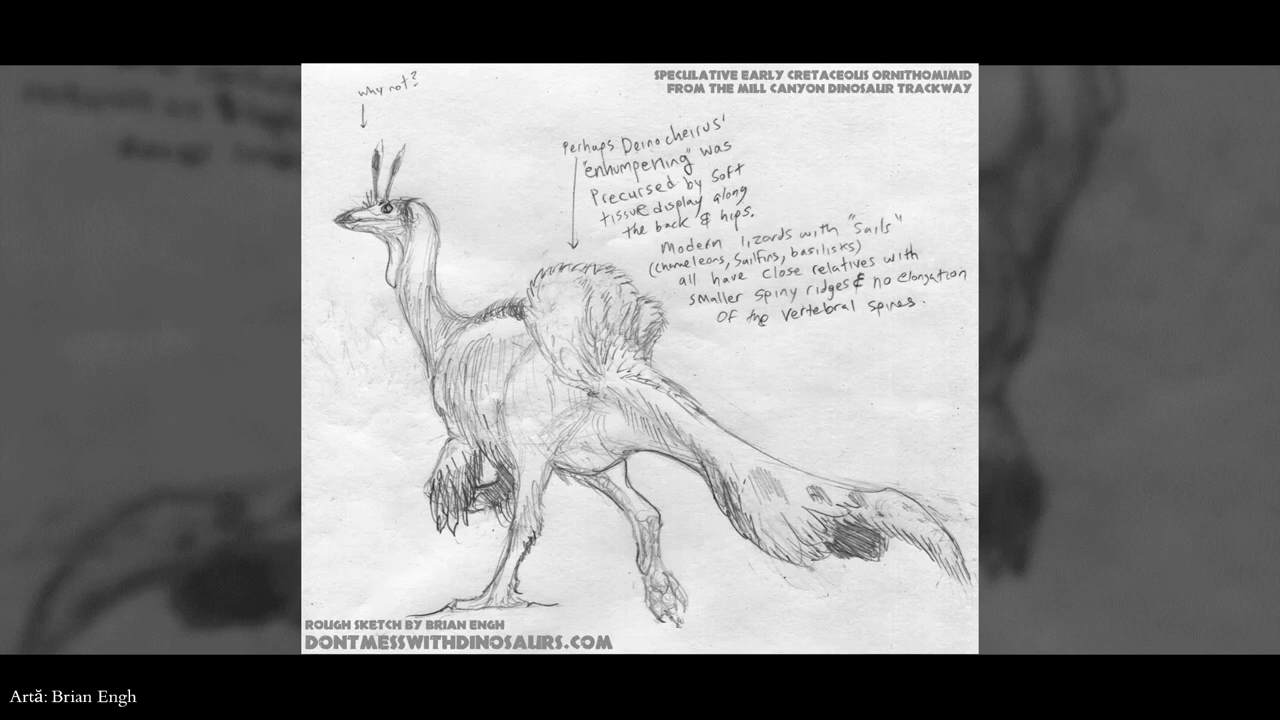 why not?
SPECULATIVE EARLY CRETACEOUS ORNITHOMIMID
FROM THE MILL CANYON DINOSAUR TRACKWAY
Perhaps Deinocheirus'
"enhumpening" was
Precursed by soft
tissue display along
the back & hips.
Modern lizards with "sails"
(chameleons, Sailfins, basilisks)
all have close relatives with
smaller spiny ridges & no elongation
OF the vertebral spines.
ROUGH SKETCH BY BRIAN ENGH
DONTMESSWITHDINOSAURS.COM
Artă: Brian Engh